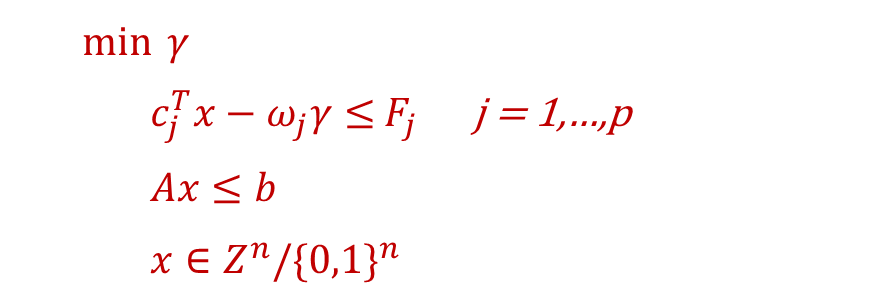 min γ
c_j^T x − ω_j γ ≤ F_j j = 1,…,p
Ax ≤ b
x ∈ Z^n/{0,1}^n